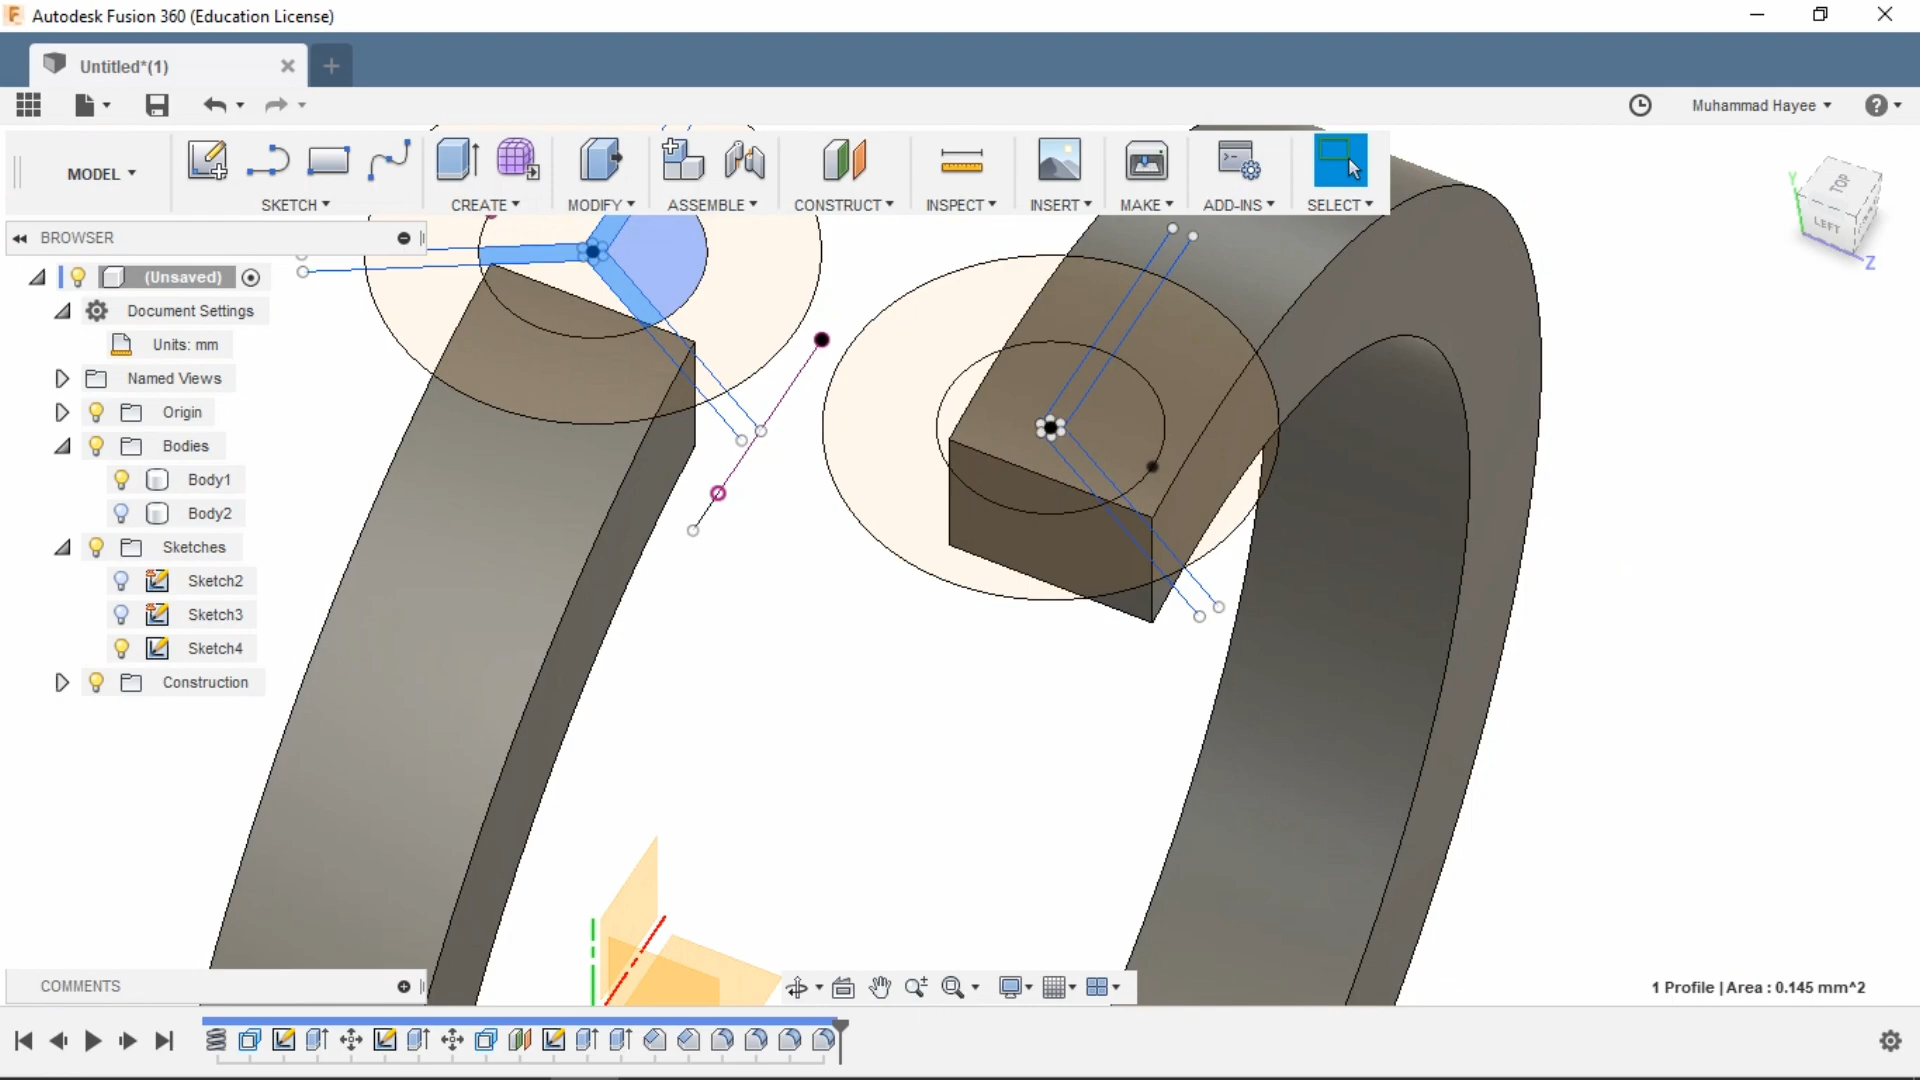 Autodesk Fusion 360 (Education License)
Untitled*(1)
Muhammad Hayee
MODEL
SKETCH
CREATE
MODIFY
ASSEMBLE
CONSTRUCT
INSPECT
INSERT
MAKE
ADD-INS
SELECT
TOP
LEFT
Y
Z
BROWSER
(Unsaved)
Document Settings
Units: mm
Named Views
Origin
Bodies
Body1
Body2
Sketches
Sketch2
Sketch3
Sketch4
Construction
COMMENTS
1 Profile | Area : 0.145 mm^2